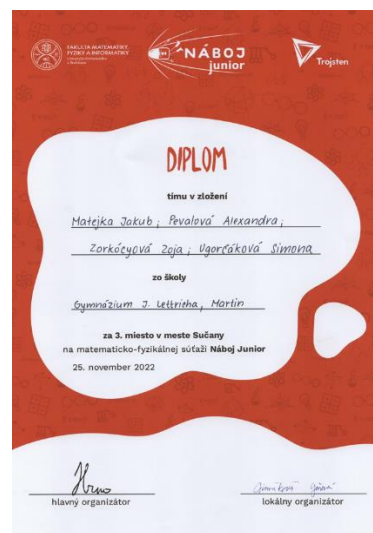 FAKULTA MATEMATIKY,
FYZIKY A INFORMATIKY
NÁBOJ
junior
Trojsten
DIPLOM
tímu v zložení
Matejka Jakub ; Pevalová Alexandra ;
Zorkócyová Zoja ; Ugorčáková Simona
zo školy
Gymnázium J. Lettricha, Martin
za 3. miesto v meste Sučany
na matematicko-fyzikálnej súťaži Náboj Junior
25. november 2022
hlavný organizátor
lokálny organizátor